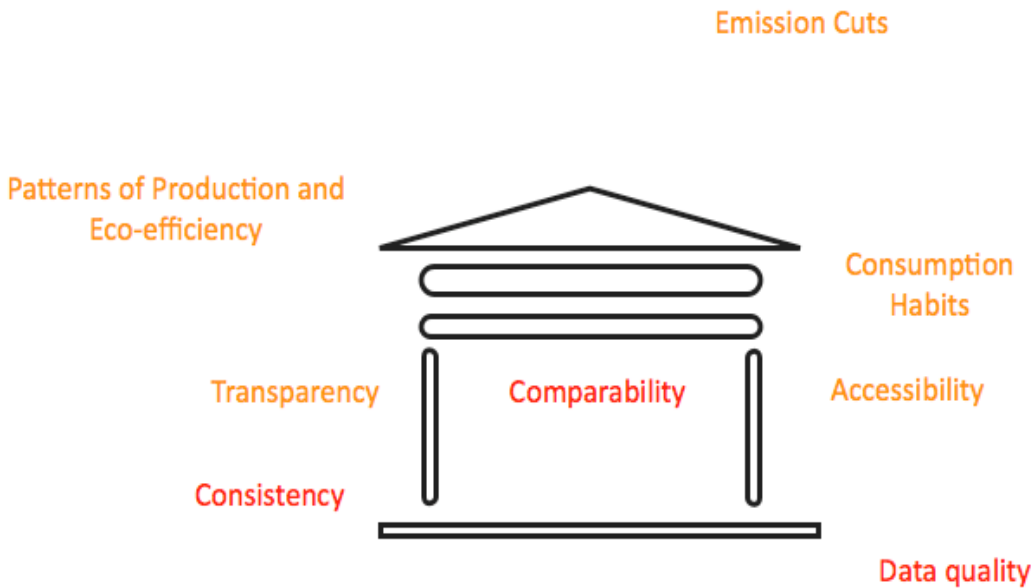 Emission Cuts
Patterns of Production and
Eco-efficiency
Consumption
Habits
Transparency
Comparability
Accessibility
Consistency
Data quality